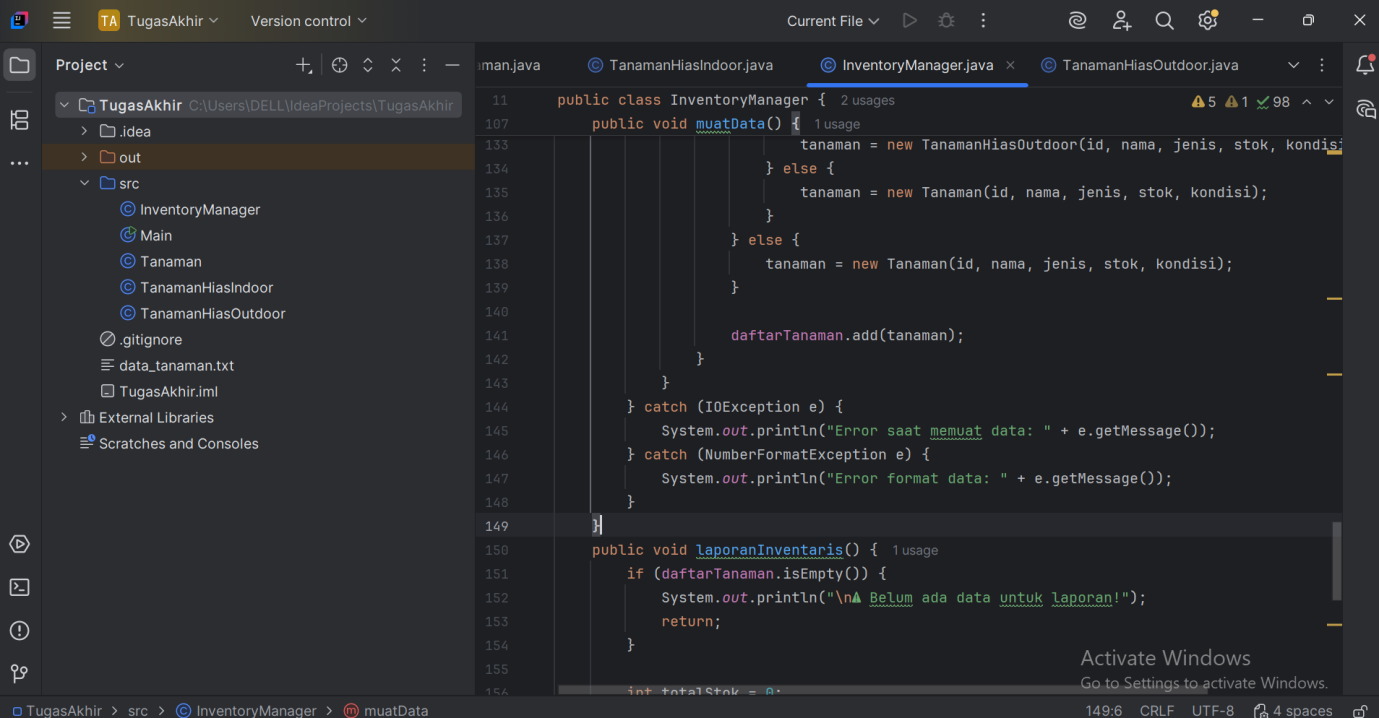 TA TugasAkhir Version control Current File
Project
TugasAkhir C:\Users\DELL\IdeaProjects\TugasAkhir
.idea
out
src
InventoryManager
Main
Tanaman
TanamanHiasIndoor
TanamanHiasOutdoor
.gitignore
data_tanaman.txt
TugasAkhir.iml
External Libraries
Scratches and Consoles
man.java TanamanHiasIndoor.java InventoryManager.java TanamanHiasOutdoor.java
11 public class InventoryManager { 2 usages 5 1 98
107 public void muatData() { 1 usage
133 tanaman = new TanamanHiasOutdoor(id, nama, jenis, stok, kondisi
134 } else {
135 tanaman = new Tanaman(id, nama, jenis, stok, kondisi);
136 }
137 } else {
138 tanaman = new Tanaman(id, nama, jenis, stok, kondisi);
139 }
140
141 daftarTanaman.add(tanaman);
142 }
143 }
144 } catch (IOException e) {
145 System.out.println("Error saat memuat data: " + e.getMessage());
146 } catch (NumberFormatException e) {
147 System.out.println("Error format data: " + e.getMessage());
148 }
149 }
150 public void laporanInventaris() { 1 usage
151 if (daftarTanaman.isEmpty()) {
152 System.out.println("\n⚠ Belum ada data untuk laporan!");
153 return;
154 }
155
156 int totalStok = 0;
Activate Windows
Go to Settings to activate Windows.
TugasAkhir > src > InventoryManager > muatData 149:6 CRLF UTF-8 4 spaces